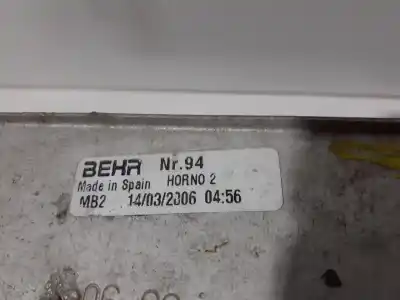 BEHR Nr.94
Made in Spain HORNO 2
MB2 14/03/2006 04:56